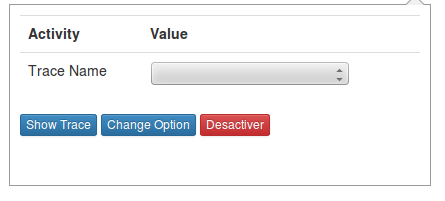 Activity Value
Trace Name
Show Trace Change Option Desactiver